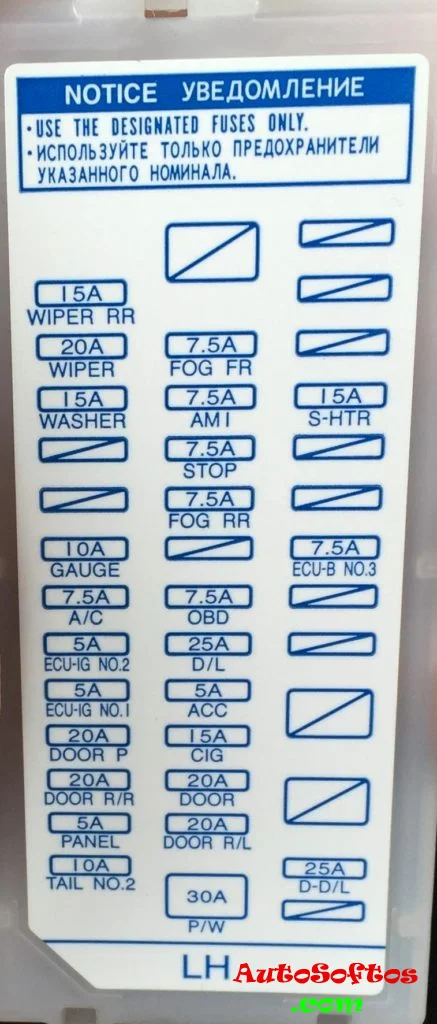 NOTICE УВЕДОМЛЕНИЕ
· USE THE DESIGNATED FUSES ONLY.
· ИСПОЛЬЗУЙТЕ ТОЛЬКО ПРЕДОХРАНИТЕЛИ
УКАЗАННОГО НОМИНАЛА.
15A
WIPER RR
20A 7.5A
WIPER FOG FR
15A 7.5A 15A
WASHER AM1 S-HTR
7.5A
STOP
7.5A
FOG RR
10A 7.5A
GAUGE ECU-B NO.3
7.5A 7.5A
A/C OBD
5A 25A
ECU-IG NO.2 D/L
5A 5A
ECU-IG NO.1 ACC
20A 15A
DOOR P CIG
20A 20A
DOOR R/R DOOR
5A 20A
PANEL DOOR R/L
10A 25A
TAIL NO.2 D-D/L
30A
P/W
LH
AutoSoftos
.com